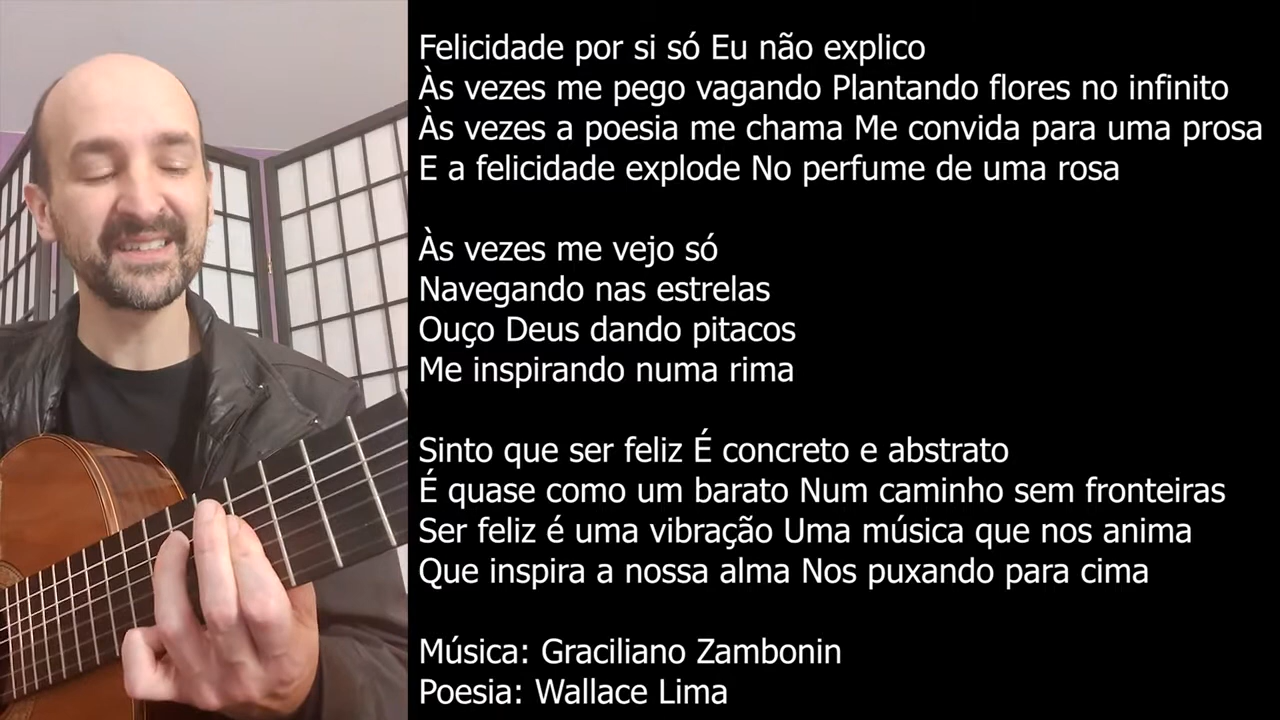 Felicidade por si só Eu não explico
Às vezes me pego vagando Plantando flores no infinito
Às vezes a poesia me chama Me convida para uma prosa
E a felicidade explode No perfume de uma rosa
Às vezes me vejo só
Navegando nas estrelas
Ouço Deus dando pitacos
Me inspirando numa rima
Sinto que ser feliz É concreto e abstrato
É quase como um barato Num caminho sem fronteiras
Ser feliz é uma vibração Uma música que nos anima
Que inspira a nossa alma Nos puxando para cima
Música: Graciliano Zambonin
Poesia: Wallace Lima